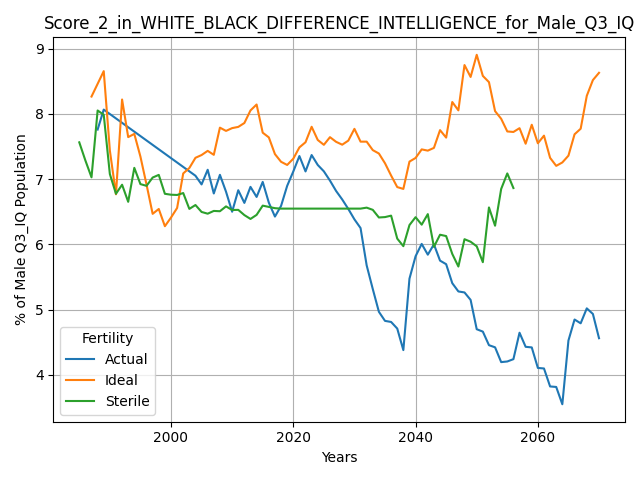 Score_2_in_WHITE_BLACK_DIFFERENCE_INTELLIGENCE_for_Male_Q3_IQ
% of Male Q3_IQ Population
9
8
7
6
5
4
Fertility
Actual
Ideal
Sterile
2000
2020
2040
2060
Years